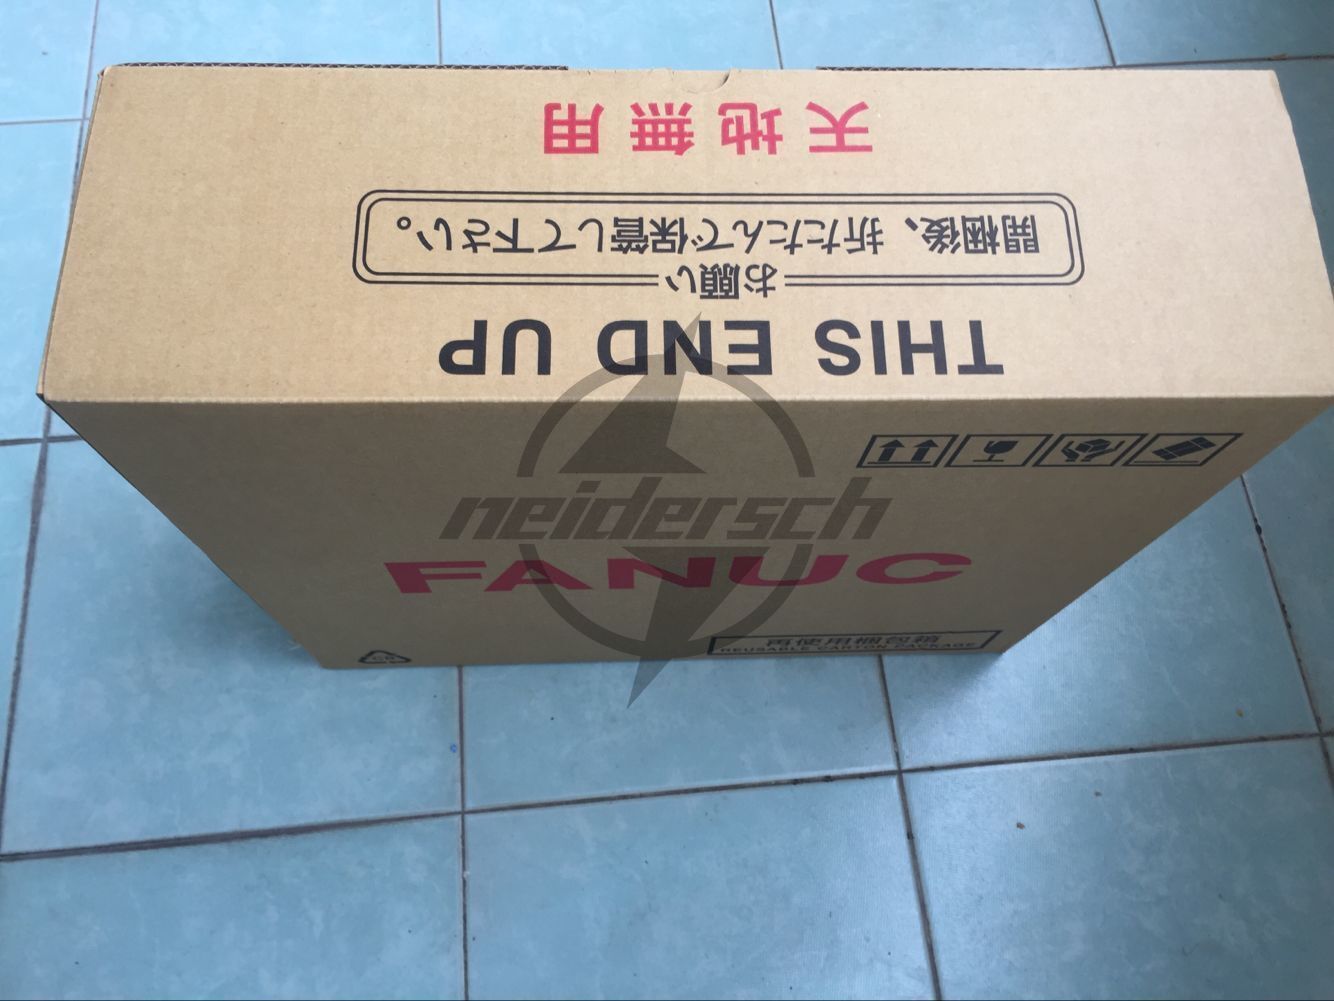 THIS END UP
お願い
開梱後、折たたんで保管して下さい。
天地無用
neidersch
FANUC
再使用梱包箱
REUSABLE CARTON PACKAGE